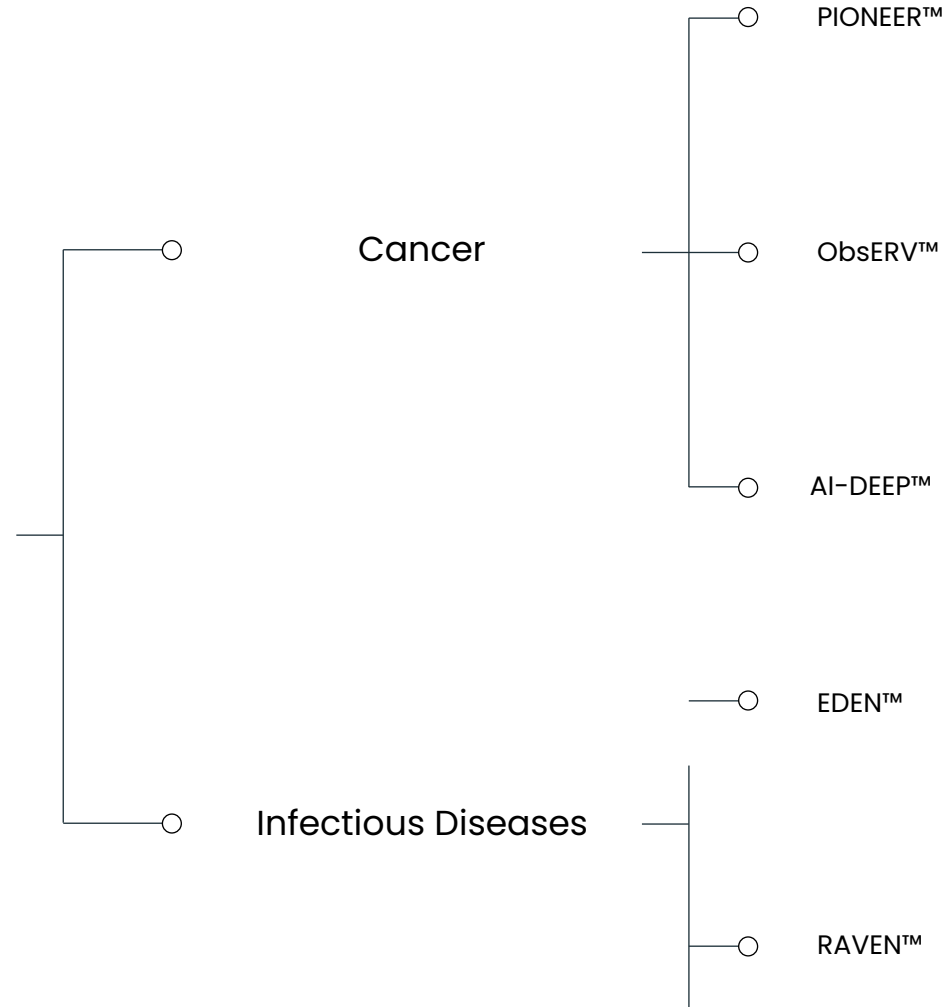 PIONEER™
Cancer
ObsERV™
AI-DEEP™
EDEN™
Infectious Diseases
RAVEN™